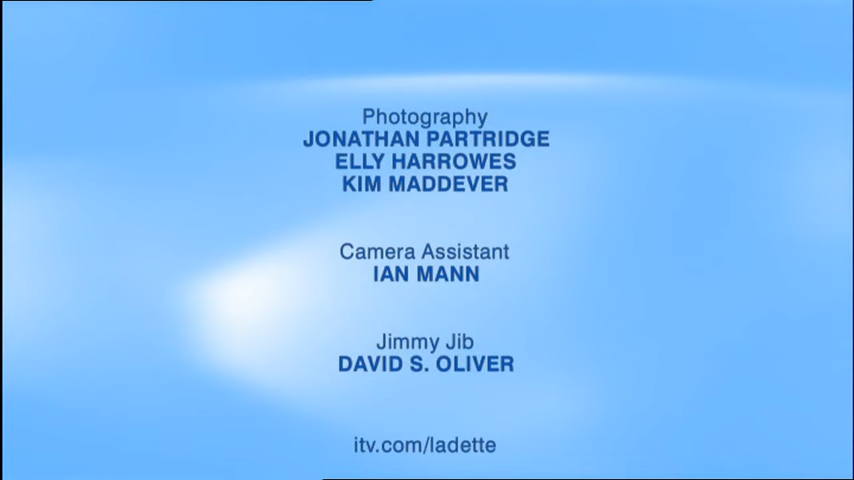 Photography
JONATHAN PARTRIDGE
ELLY HARROWES
KIM MADDEVER
Camera Assistant
IAN MANN
Jimmy Jib
DAVID S. OLIVER
itv.com/ladette